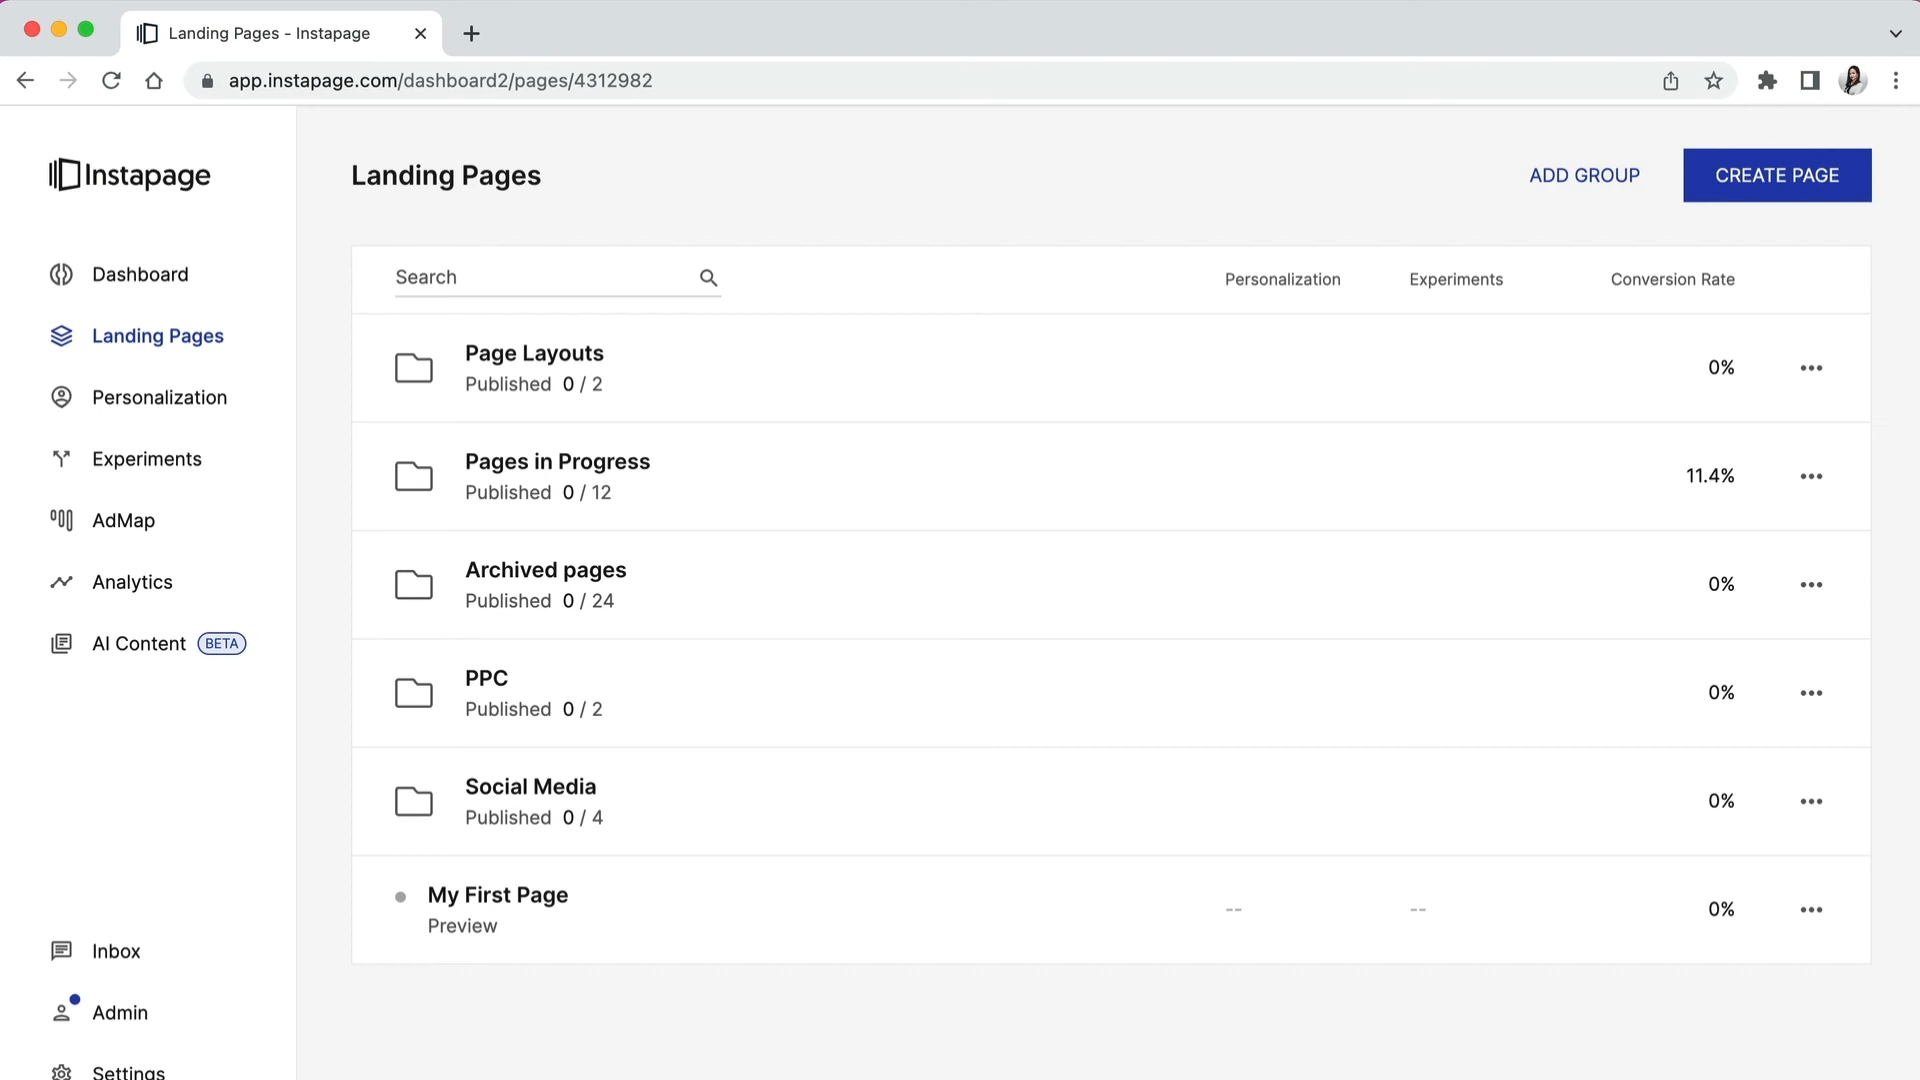 Landing Pages - Instapage
app.instapage.com/dashboard2/pages/4312982
Instapage
Dashboard
Landing Pages
Personalization
Experiments
AdMap
Analytics
AI Content BETA
Inbox
Admin
Settings
Landing Pages
ADD GROUP
CREATE PAGE
Search
Personalization
Experiments
Conversion Rate
Page Layouts
Published 0 / 2
0%
Pages in Progress
Published 0 / 12
11.4%
Archived pages
Published 0 / 24
0%
PPC
Published 0 / 2
0%
Social Media
Published 0 / 4
0%
My First Page
Preview
-- -- 0%